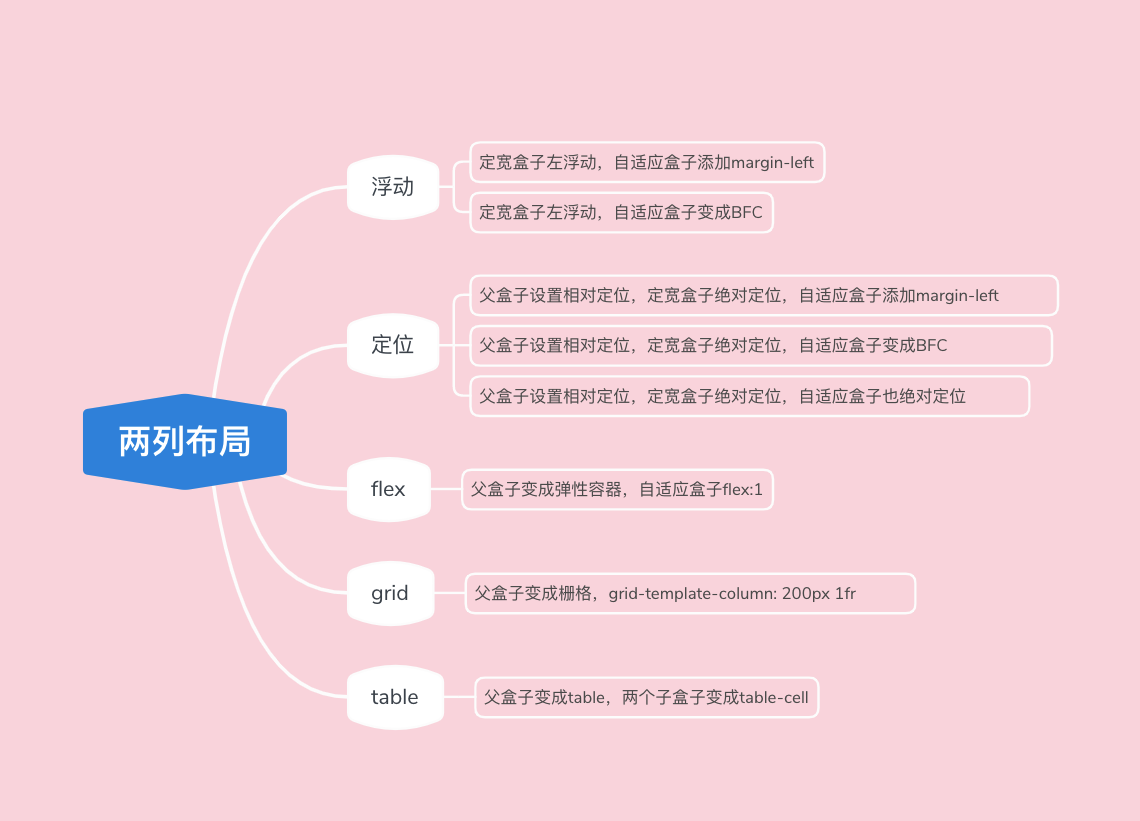 两列布局
浮动
定宽盒子左浮动，自适应盒子添加margin-left
定宽盒子左浮动，自适应盒子变成BFC
定位
父盒子设置相对定位，定宽盒子绝对定位，自适应盒子添加margin-left
父盒子设置相对定位，定宽盒子绝对定位，自适应盒子变成BFC
父盒子设置相对定位，定宽盒子绝对定位，自适应盒子也绝对定位
flex
父盒子变成弹性容器，自适应盒子flex:1
grid
父盒子变成栅格，grid-template-column: 200px 1fr
table
父盒子变成table，两个子盒子变成table-cell